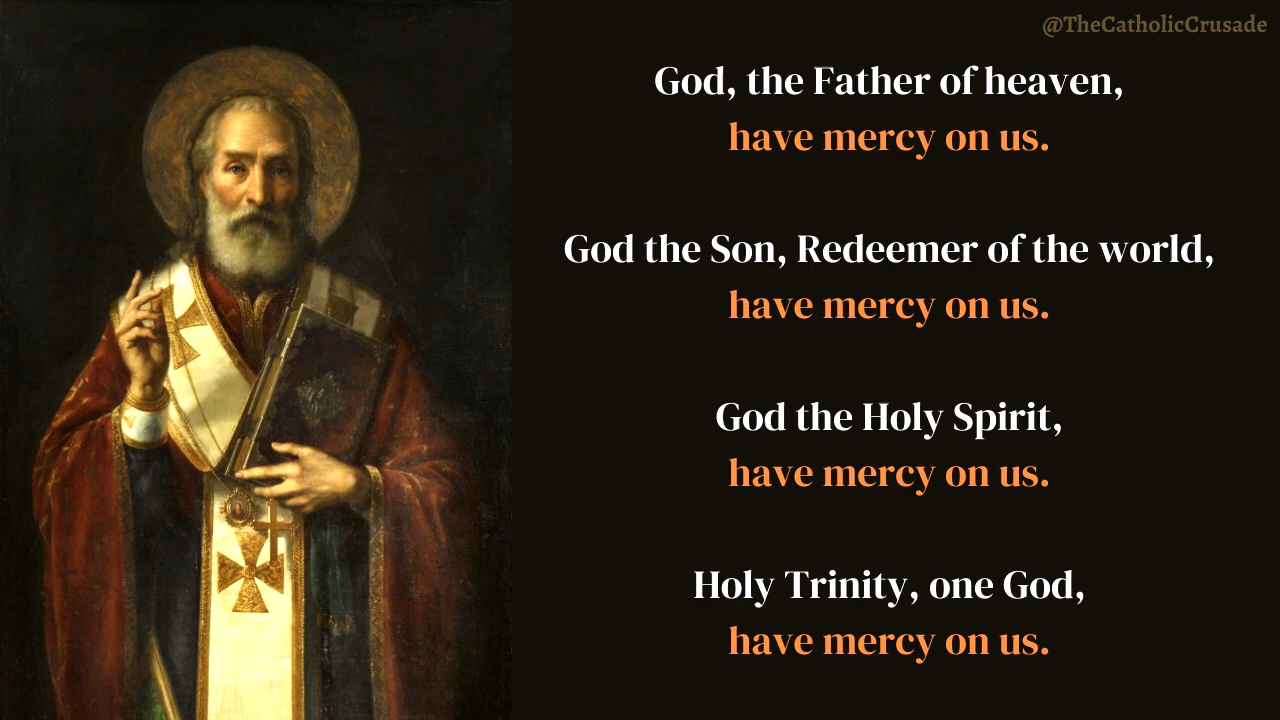 @TheCatholicCrusade
God, the Father of heaven,
have mercy on us.
God the Son, Redeemer of the world,
have mercy on us.
God the Holy Spirit,
have mercy on us.
Holy Trinity, one God,
have mercy on us.